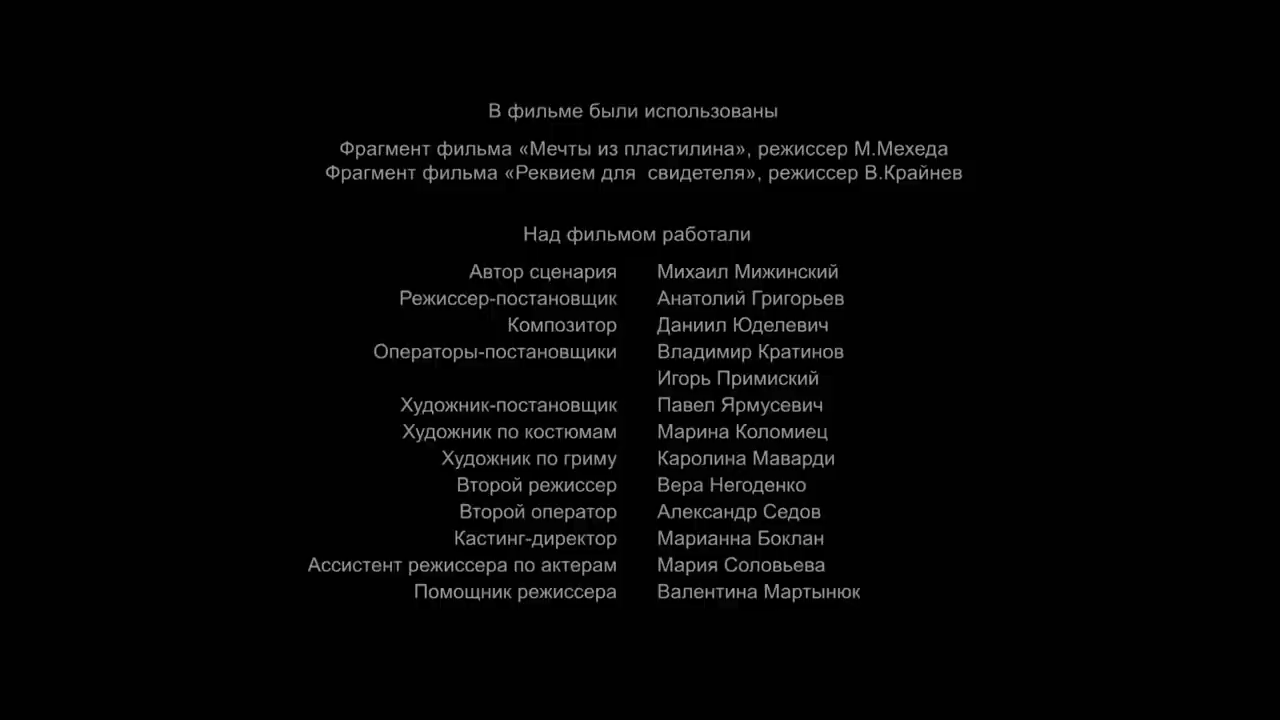 В фильме были использованы
Фрагмент фильма «Мечты из пластилина», режиссер М.Мехеда
Фрагмент фильма «Реквием для свидетеля», режиссер В.Крайнев
Над фильмом работали
Автор сценария Михаил Мижинский
Режиссер-постановщик Анатолий Григорьев
Композитор Даниил Юделевич
Операторы-постановщики Владимир Кратинов
Игорь Примиский
Художник-постановщик Павел Ярмусевич
Художник по костюмам Марина Коломиец
Художник по гриму Каролина Маварди
Второй режиссер Вера Негоденко
Второй оператор Александр Седов
Кастинг-директор Марианна Боклан
Ассистент режиссера по актерам Мария Соловьева
Помощник режиссера Валентина Мартынюк